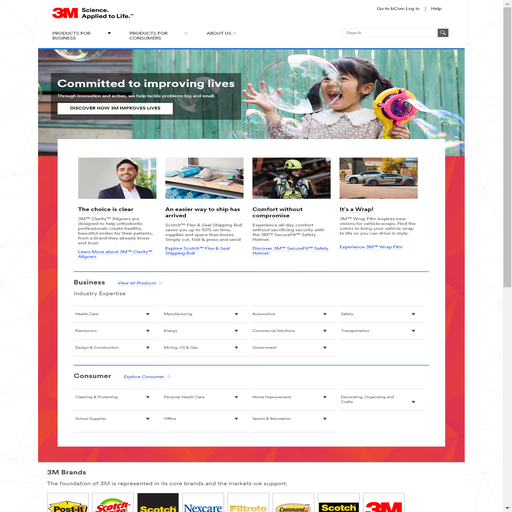 3M Science.
Applied to Life.™
Go to bCom Log In | Help
PRODUCTS FOR
BUSINESS
PRODUCTS FOR
CONSUMERS
ABOUT US
Search
Committed to improving lives
Through innovation and action, we help tackle problems big and small.
DISCOVER HOW 3M IMPROVES LIVES
The choice is clear
3M™ Clarity™ Aligners are
designed to help orthodontic
professionals create healthy,
beautiful smiles for their patients,
from a brand they already know
and trust.
Learn More about 3M™ Clarity™
Aligners
An easier way to ship has
arrived
Scotch™ Flex & Seal Shipping Roll
saves you up to 50% on time,
supplies and space than boxes.
Simply cut, fold & press and send!
Explore Scotch™ Flex & Seal
Shipping Roll
Comfort without
compromise
Experience all-day comfort
without sacrificing security with
the 3M™ SecureFit™ Safety
Helmet.
Discover 3M™ SecureFit™ Safety
Helmet
It's a Wrap!
3M™ Wrap Film inspires new
visions for vehicle wraps. Find the
colors to bring your vehicle wrap
to life so you can drive in style.
Experience 3M™ Wrap Film
Business
View all Products
Industry Expertise
Health Care
Manufacturing
Automotive
Safety
Electronics
Energy
Commercial Solutions
Transportation
Design & Construction
Mining, Oil & Gas
Government
Consumer
Explore Consumer
Cleaning & Protecting
Personal Health Care
Home Improvement
Decorating, Organizing and
Crafts
School Supplies
Office
Sports & Recreation
3M Brands
The foundation of 3M is represented in its core brands and the markets we support.
Post-it
Scotch-Brite
Scotch
Nexcare
Filtrete
Command
Scotch
3M